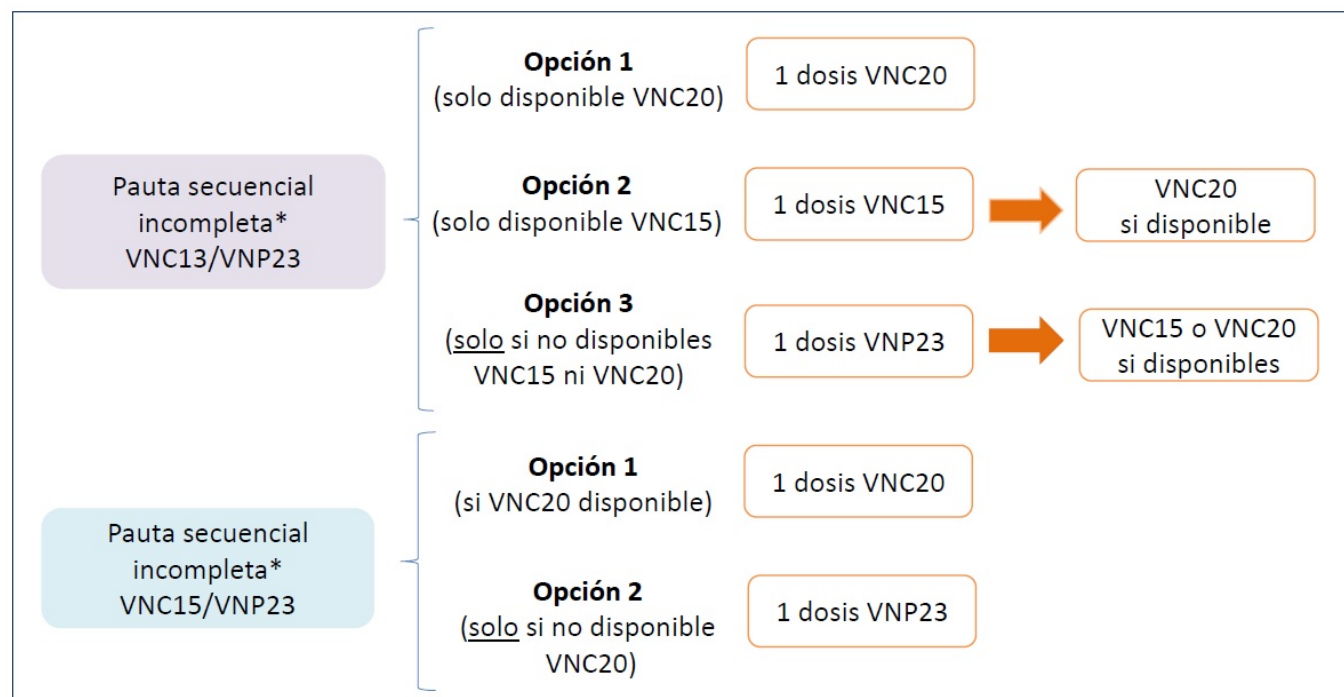 Pauta secuencial
incompleta*
VNC13/VNP23
Opción 1
(solo disponible VNC20)
1 dosis VNC20
Opción 2
(solo disponible VNC15)
1 dosis VNC15
VNC20
si disponible
Opción 3
(solo si no disponibles
VNC15 ni VNC20)
1 dosis VNP23
VNC15 o VNC20
si disponibles
Pauta secuencial
incompleta*
VNC15/VNP23
Opción 1
(si VNC20 disponible)
1 dosis VNC20
Opción 2
(solo si no disponible
VNC20)
1 dosis VNP23